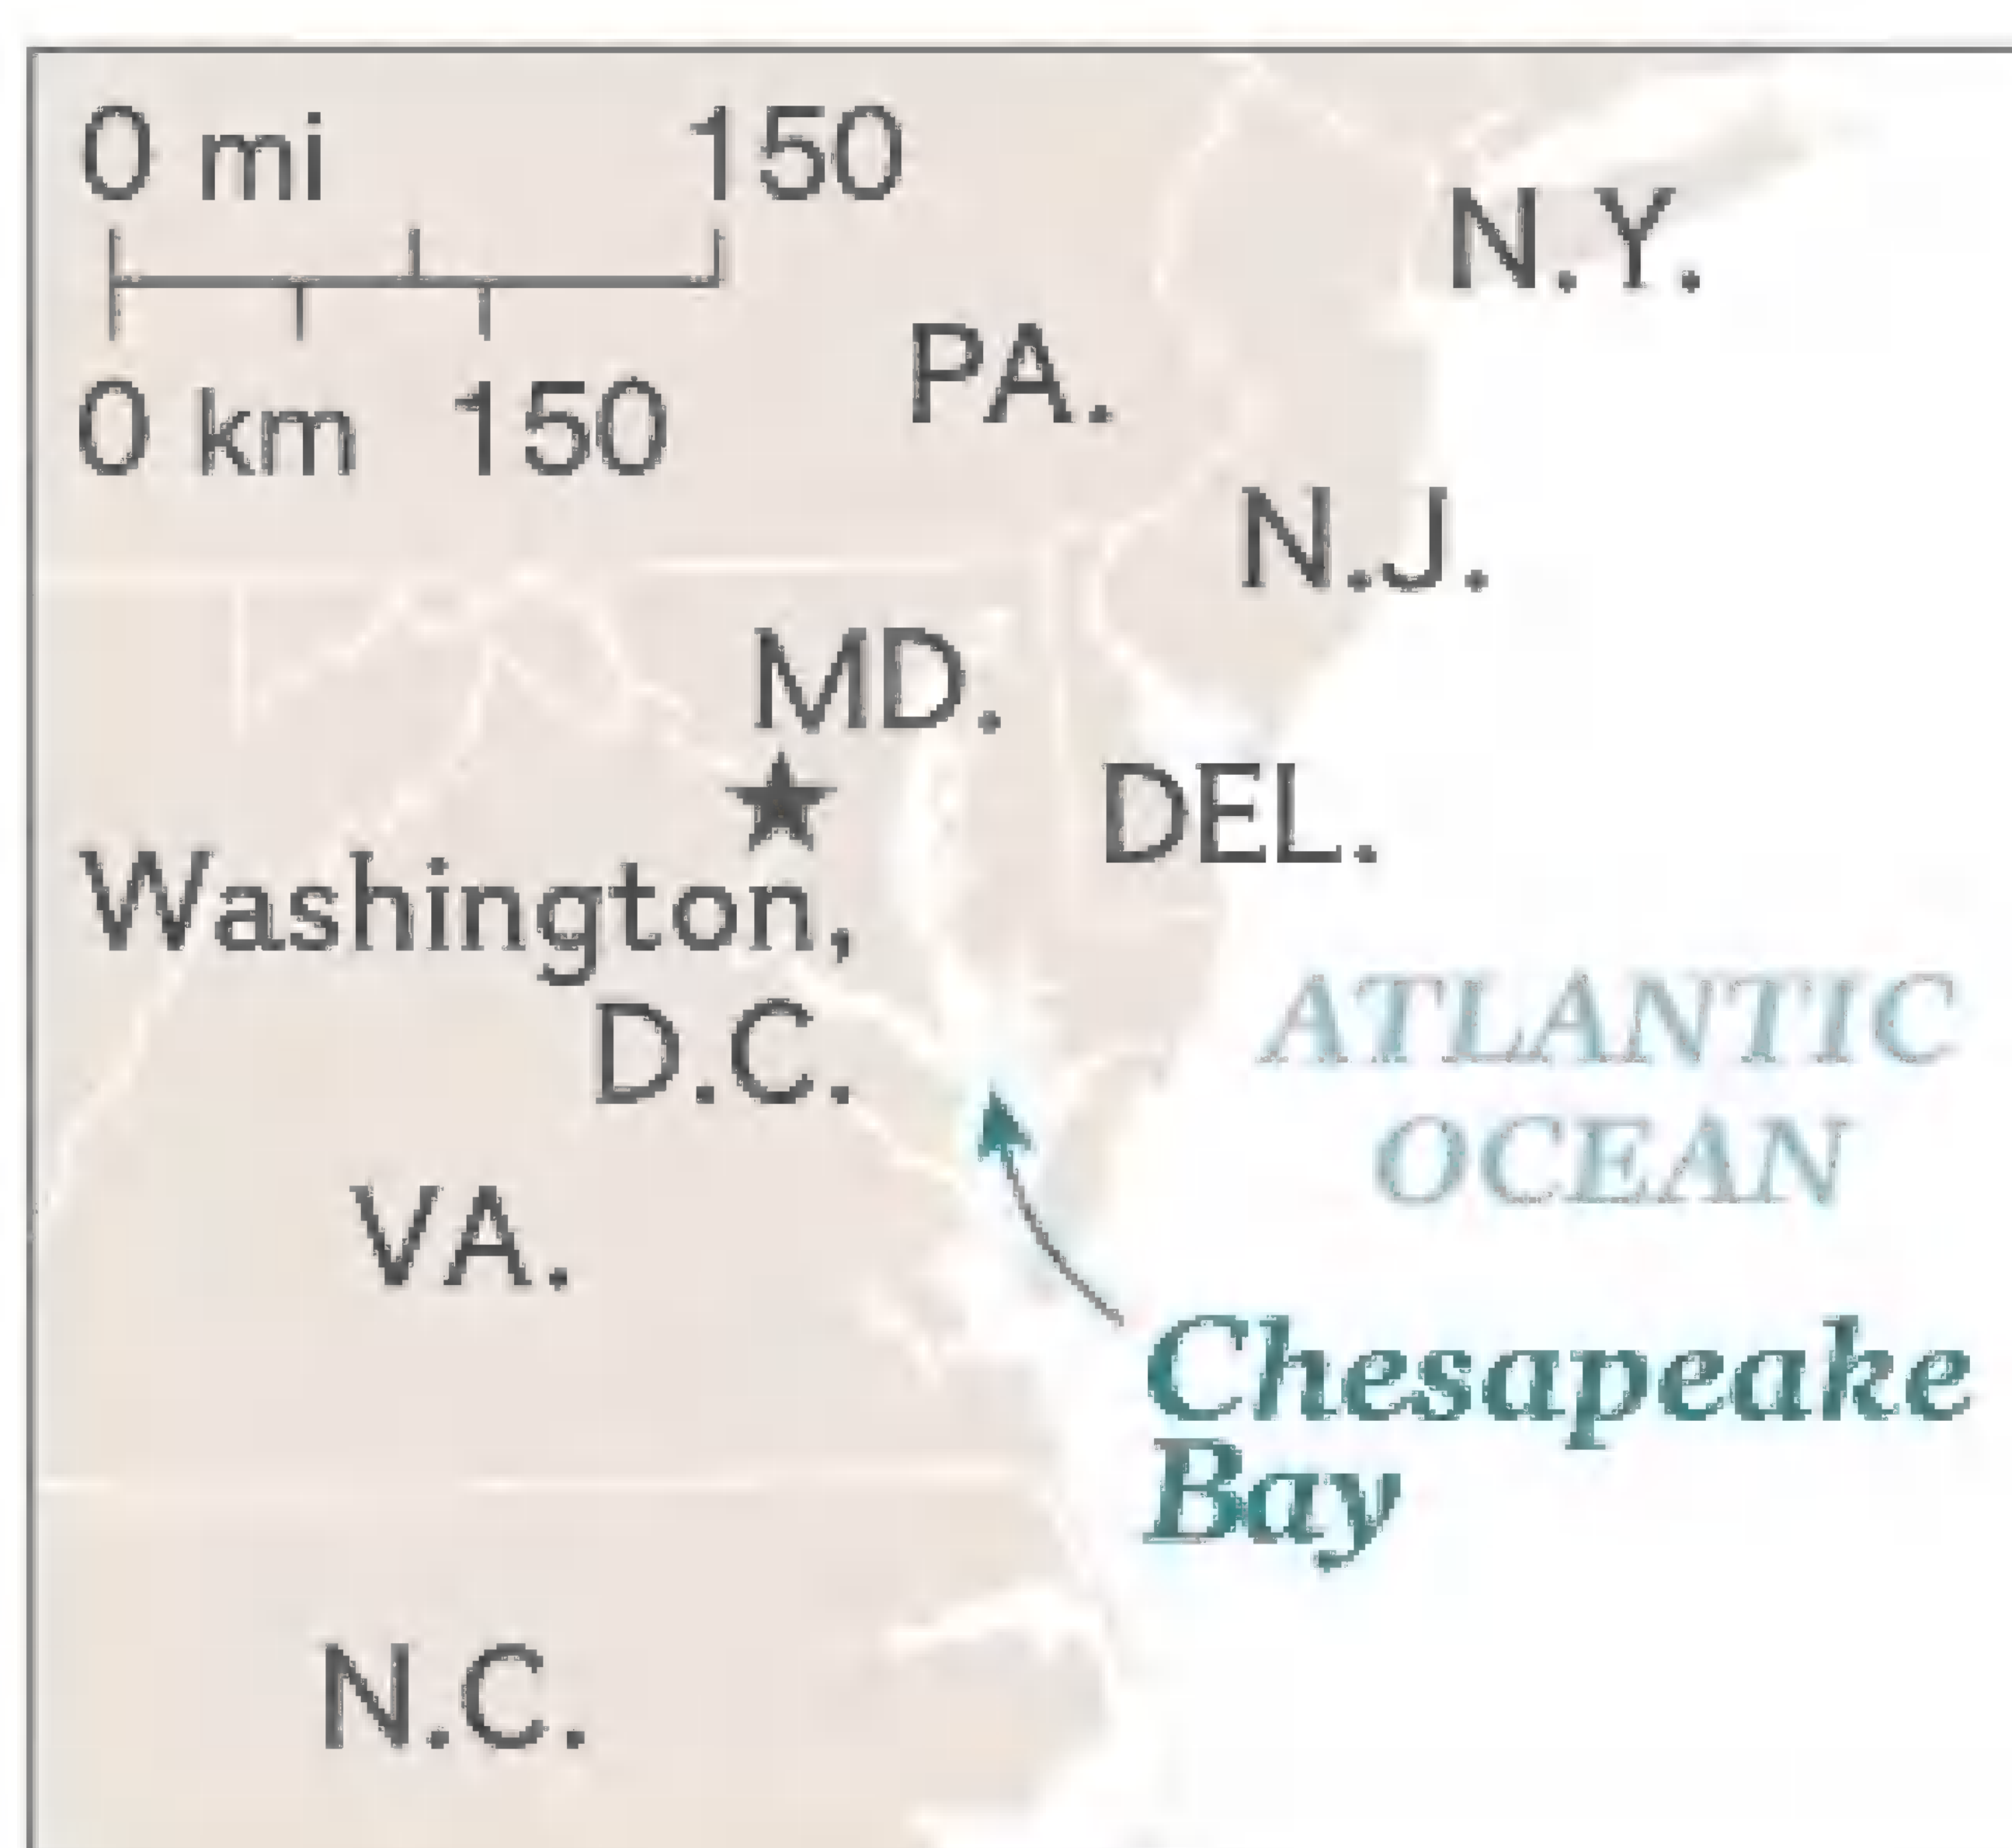 0 mi 150
0 km 150
N.Y.
PA.
N.J.
MD.
DEL.
Washington,
D.C.
ATLANTIC
OCEAN
VA.
Chesapeake
Bay
N.C.